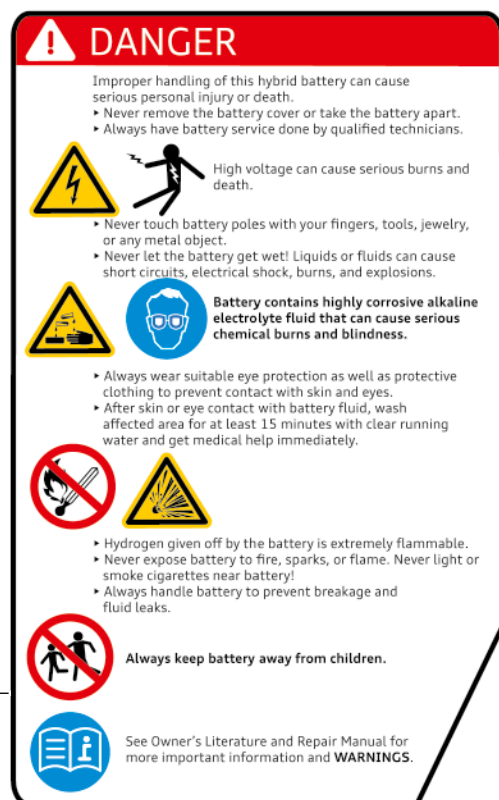 DANGER
Improper handling of this hybrid battery can cause
serious personal injury or death.
‣ Never remove the battery cover or take the battery apart.
‣ Always have battery service done by qualified technicians.
High voltage can cause serious burns and
death.
‣ Never touch battery poles with your fingers, tools, jewelry,
or any metal object.
‣ Never let the battery get wet! Liquids or fluids can cause
short circuits, electrical shock, burns, and explosions.
Battery contains highly corrosive alkaline
electrolyte fluid that can cause serious
chemical burns and blindness.
‣ Always wear suitable eye protection as well as protective
clothing to prevent contact with skin and eyes.
‣ After skin or eye contact with battery fluid, wash
affected area for at least 15 minutes with clear running
water and get medical help immediately.
‣ Hydrogen given off by the battery is extremely flammable.
‣ Never expose battery to fire, sparks, or flame. Never light or
smoke cigarettes near battery!
‣ Always handle battery to prevent breakage and
fluid leaks.
Always keep battery away from children.
See Owner's Literature and Repair Manual for
more important information and WARNINGS.